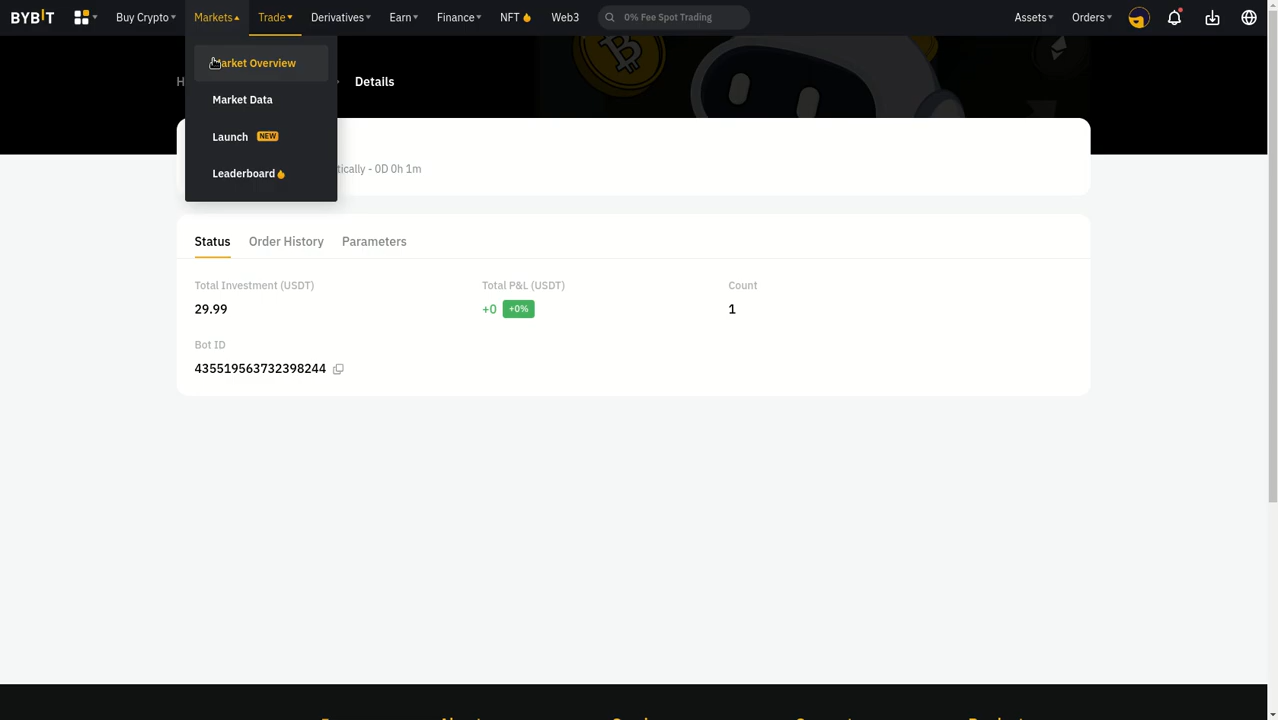 BYBIT Buy Crypto Markets Trade Derivatives Earn Finance NFT Web3 0% Fee Spot Trading Assets Orders
Market Overview
Market Data
Launch NEW
Leaderboard
H Details
tically - 0D 0h 1m
Status Order History Parameters
Total Investment (USDT) Total P&L (USDT) Count
29.99 +0 +0% 1
Bot ID
435519563732398244